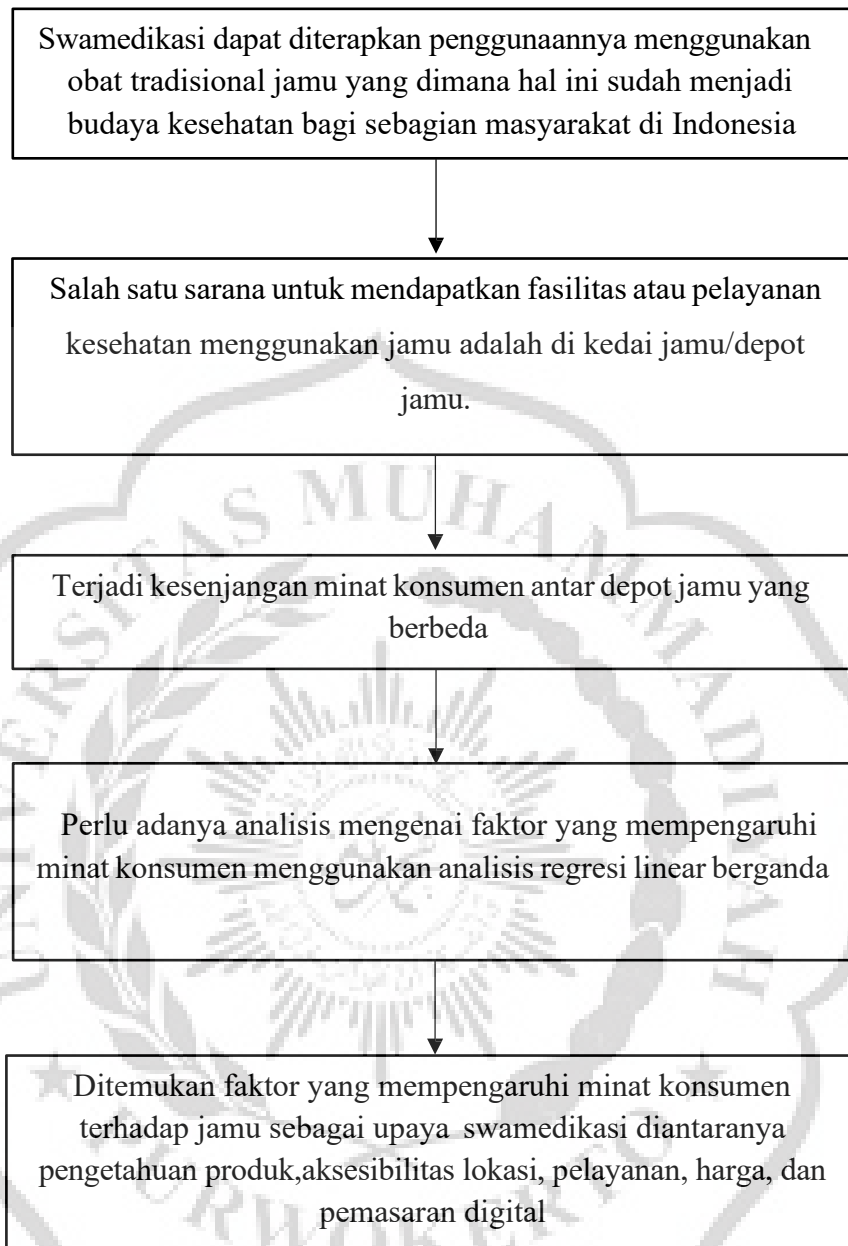 Swamedikasi dapat diterapkan penggunaannya menggunakan
obat tradisional jamu yang dimana hal ini sudah menjadi
budaya kesehatan bagi sebagian masyarakat di Indonesia
Salah satu sarana untuk mendapatkan fasilitas atau pelayanan
kesehatan menggunakan jamu adalah di kedai jamu/depot
jamu.
Terjadi kesenjangan minat konsumen antar depot jamu yang
berbeda
Perlu adanya analisis mengenai faktor yang mempengaruhi
minat konsumen menggunakan analisis regresi linear berganda
Ditemukan faktor yang mempengaruhi minat konsumen
terhadap jamu sebagai upaya swamedikasi diantaranya
pengetahuan produk,aksesibilitas lokasi, pelayanan, harga, dan
pemasaran digital
UNIVERSITAS MUHAMMADIYAH
PURWOKERTO